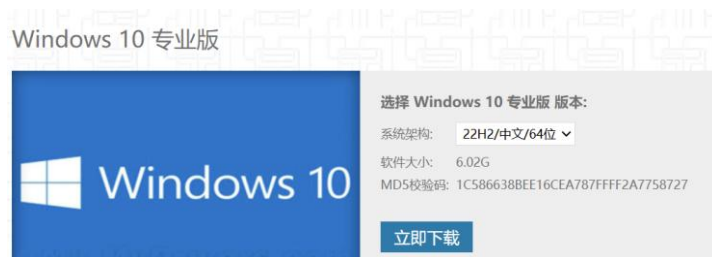 Windows 10 专业版
Windows 10
选择 Windows 10 专业版 版本:
系统架构: 22H2/中文/64位
软件大小: 6.02G
MD5校验码: 1C586638BEE16CEA787FFFF2A7758727
立即下载